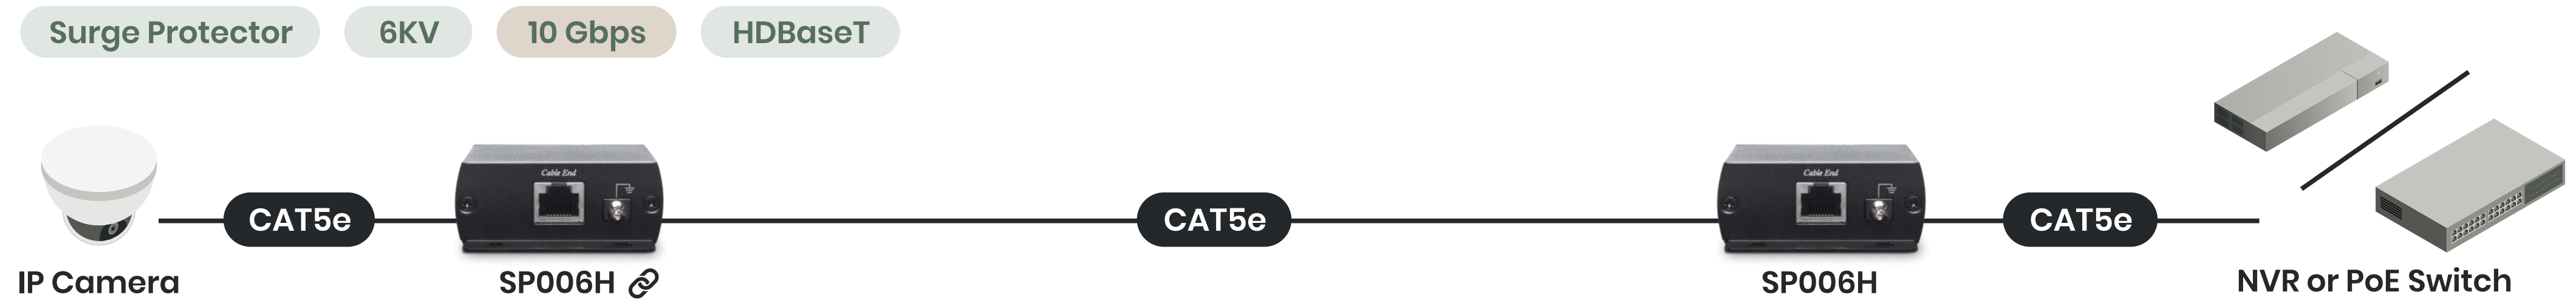 Surge Protector
6KV
10 Gbps
HDBaseT
Cable End
Cable End
CAT5e
CAT5e
CAT5e
IP Camera
SP006H
SP006H
NVR or PoE Switch